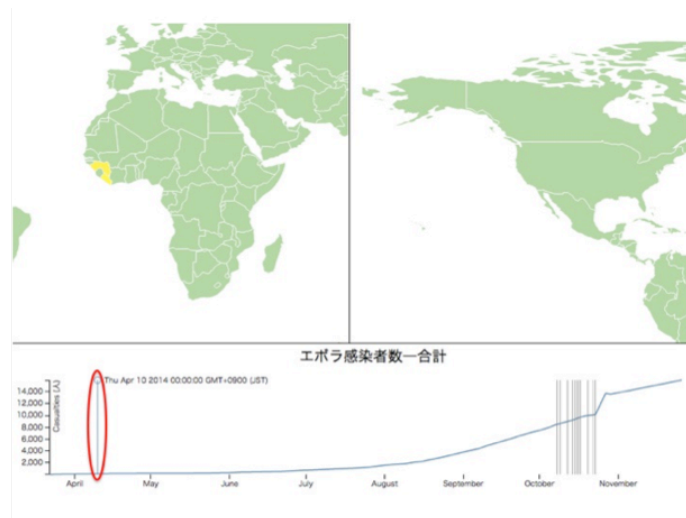 エボラ感染者数—合計
Thu Apr 10 2014 00:00:00 GMT+0900 (JST)
Casualties (人)
14,000
12,000
10,000
8,000
6,000
4,000
2,000
April May June July August September October November